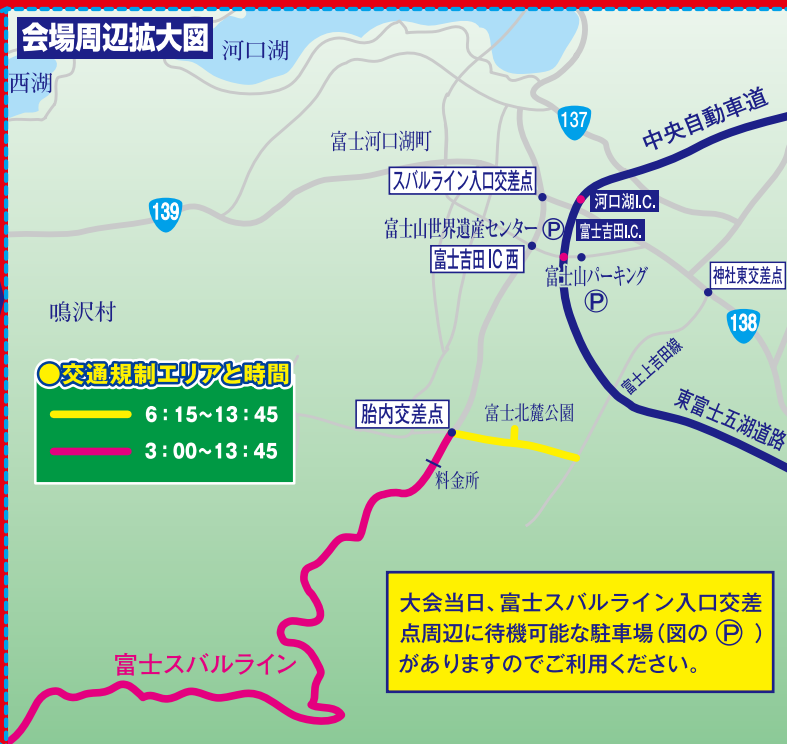 会場周辺拡大図
河口湖
西湖
137
中央自動車道
富士河口湖町
スバルライン入口交差点
河口湖I.C.
139
富士山世界遺産センター Ⓟ
富士吉田I.C.
富士吉田IC西
富士山パーキング
Ⓟ
神社東交差点
鳴沢村
138
富士上吉田線
●交通規制エリアと時間
6:15~13:45
3:00~13:45
東富士五湖道路
胎内交差点
富士北麓公園
料金所
大会当日、富士スバルライン入口交差
点周辺に待機可能な駐車場(図の Ⓟ )
がありますのでご利用ください。
富士スバルライン